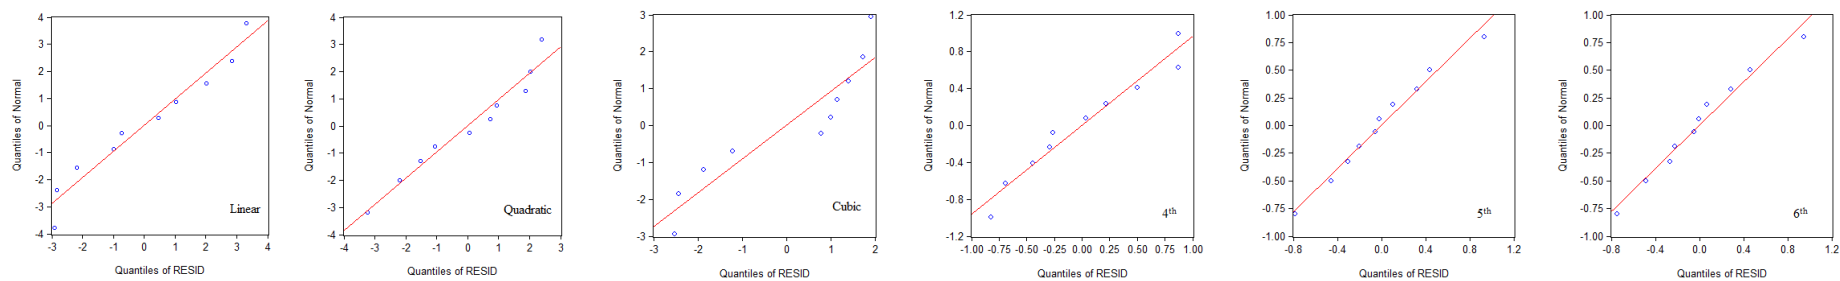 4
3
2
1
0
-1
-2
-3
-4
Quantiles of Normal
-3 -2 -1 0 1 2 3 4
Quantiles of RESID
Linear
4
3
2
1
0
-1
-2
-3
-4
Quantiles of Normal
-4 -3 -2 -1 0 1 2 3
Quantiles of RESID
Quadratic
3
2
1
0
-1
-2
-3
Quantiles of Normal
-3 -2 -1 0 1 2
Quantiles of RESID
Cubic
1.2
0.8
0.4
0.0
-0.4
-0.8
-1.2
Quantiles of Normal
-1.00 -0.75 -0.50 -0.25 0.00 0.25 0.50 0.75 1.00
Quantiles of RESID
4th
1.00
0.75
0.50
0.25
0.00
-0.25
-0.50
-0.75
-1.00
Quantiles of Normal
-0.8 -0.4 0.0 0.4 0.8 1.2
Quantiles of RESID
5th
1.00
0.75
0.50
0.25
0.00
-0.25
-0.50
-0.75
-1.00
Quantiles of Normal
-0.8 -0.4 0.0 0.4 0.8 1.2
Quantiles of RESID
6th